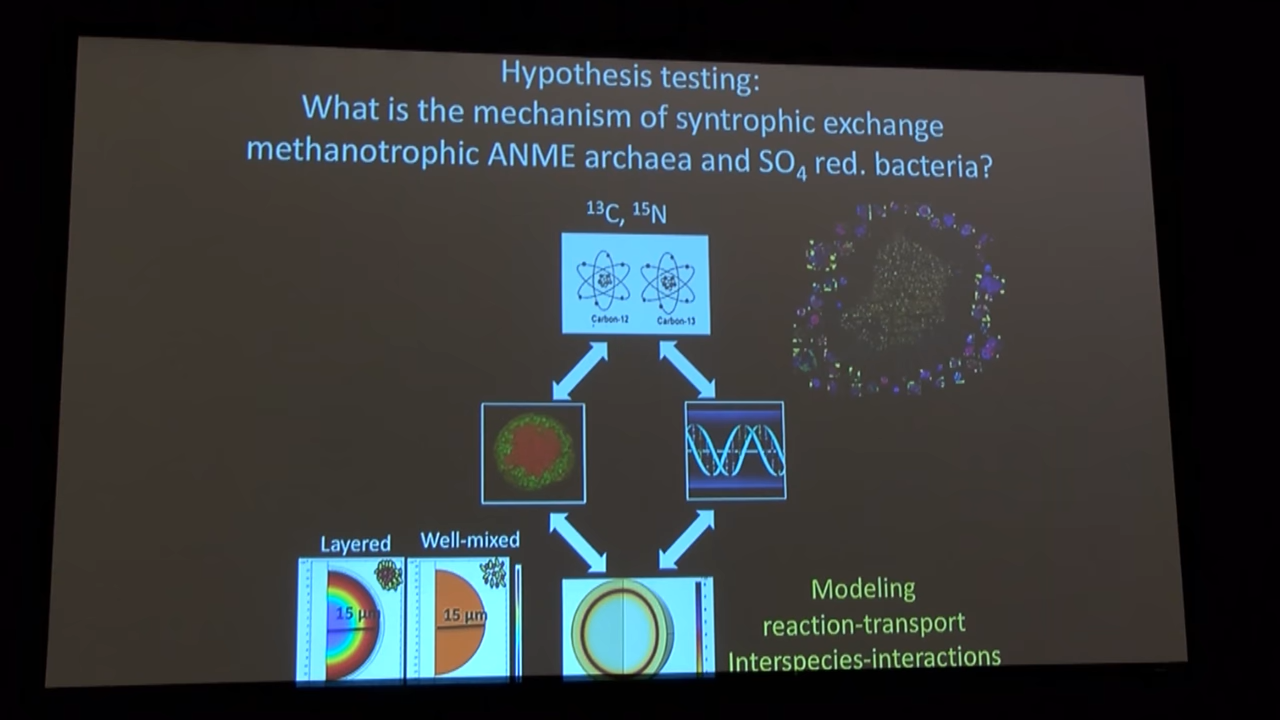 Hypothesis testing:
What is the mechanism of syntrophic exchange
methanotrophic ANME archaea and SO₄ red. bacteria?
¹³C, ¹⁵N
Carbon-12 Carbon-13
Layered Well-mixed
15 µm 15 µm
Modeling
reaction-transport
Interspecies-interactions